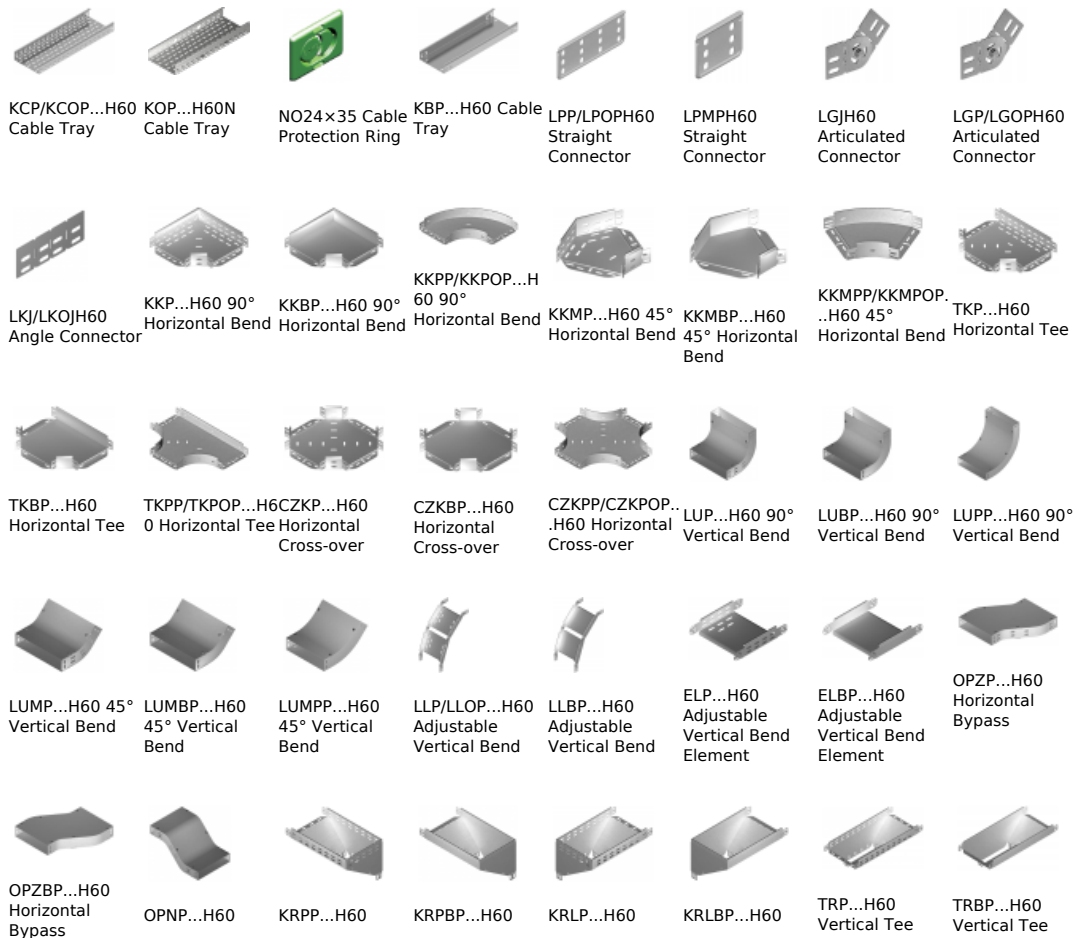 KCP/KCOP...H60
Cable Tray
KOP...H60N
Cable Tray
NO24×35 Cable
Protection Ring
KBP...H60 Cable
Tray
LPP/LPOPH60
Straight
Connector
LPMPH60
Straight
Connector
LGJH60
Articulated
Connector
LGP/LGOPH60
Articulated
Connector
LKJ/LKOJH60
Angle Connector
KKP...H60 90°
Horizontal Bend
KKBP...H60 90°
Horizontal Bend
KKPP/KKPOP...H
60 90°
Horizontal Bend
KKMP...H60 45°
Horizontal Bend
KKMBP...H60
45° Horizontal
Bend
KKMPP/KKMPOP.
..H60 45°
Horizontal Bend
TKP...H60
Horizontal Tee
TKBP...H60
Horizontal Tee
TKPP/TKPOP...H6
0 Horizontal Tee
CZKP...H60
Horizontal
Cross-over
CZKBP...H60
Horizontal
Cross-over
CZKPP/CZKPOP..
.H60 Horizontal
Cross-over
LUP...H60 90°
Vertical Bend
LUBP...H60 90°
Vertical Bend
LUPP...H60 90°
Vertical Bend
LUMP...H60 45°
Vertical Bend
LUMBP...H60
45° Vertical
Bend
LUMPP...H60
45° Vertical
Bend
LLP/LLOP...H60
Adjustable
Vertical Bend
LLBP...H60
Adjustable
Vertical Bend
ELP...H60
Adjustable
Vertical Bend
Element
ELBP...H60
Adjustable
Vertical Bend
Element
OPZP...H60
Horizontal
Bypass
OPZBP...H60
Horizontal
Bypass
OPNP...H60
KRPP...H60
KRPBP...H60
KRLP...H60
KRLBP...H60
TRP...H60
Vertical Tee
TRBP...H60
Vertical Tee